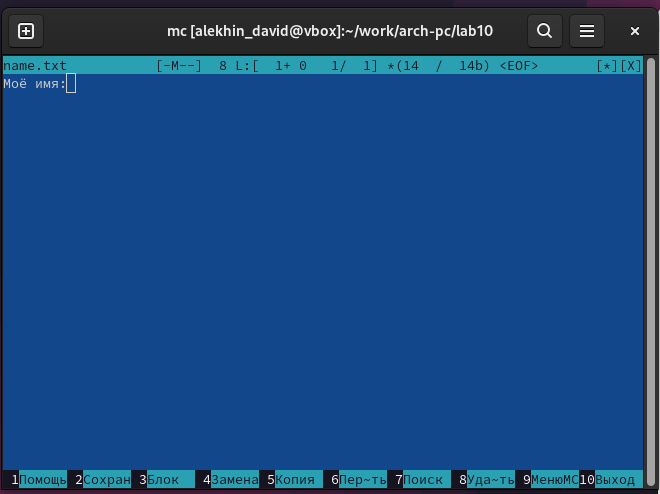 mc [alekhin_david@vbox]:~/work/arch-pc/lab10
name.txt [-M--] 8 L:[ 1+ 0 1/ 1] *(14 / 14b) <EOF> [*][X]
Моё имя:
1Помощь 2Сохран 3Блок 4Замена 5Копия 6Пер~ть 7Поиск 8Уда~ть 9МенюMC 10Выход